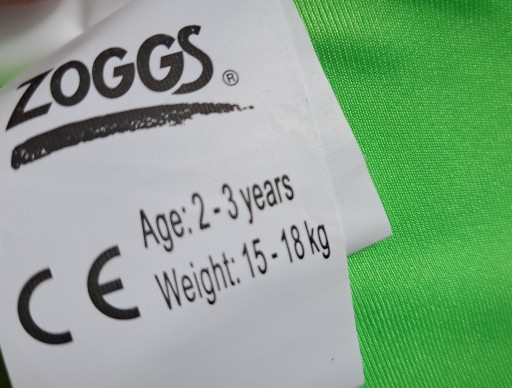 ZOGGS®
Age: 2-3 years
CE Weight: 15-18 kg